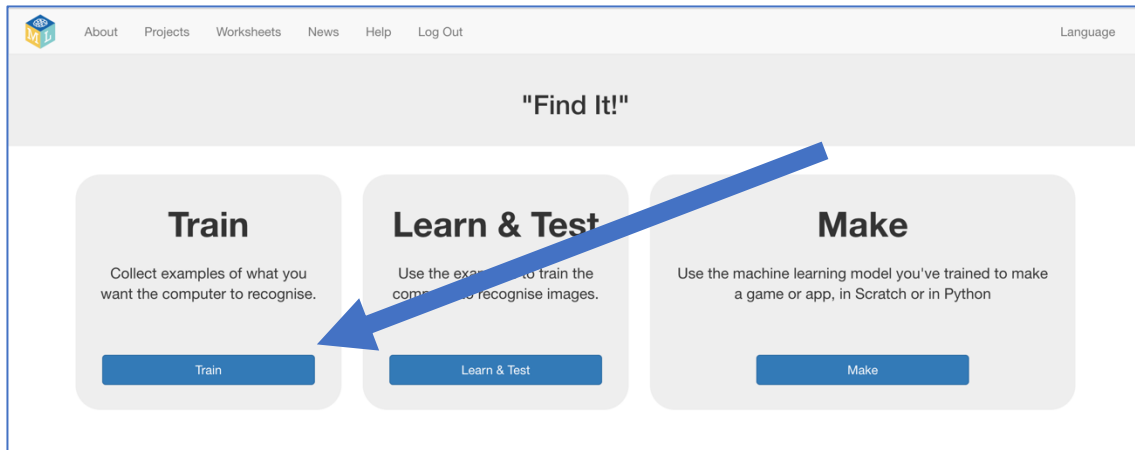 ML
About Projects Worksheets News Help Log Out Language
"Find It!"
Train
Collect examples of what you
want the computer to recognise.
Train
Learn & Test
Use the to train the
recognise images.
Learn & Test
Make
Use the machine learning model you've trained to make
a game or app, in Scratch or in Python
Make